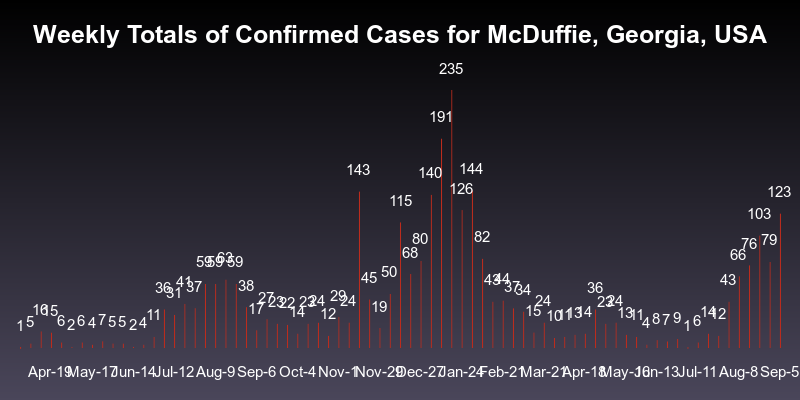 Weekly Totals of Confirmed Cases for McDuffie, Georgia, USA
235
191
143 140 144
126 123
115
103
82 80 79 76
68 66
59 59 63 59
50
45 43 44 43
36 31 41 37 38 37 34 36
17 27 23 22 14 23 24 12 29 24 19 15 24 10 11 13 14 23 24 13 11
1 5 16 15 6 2 6 4 7 5 5 2 4 11 4 8 7 9 1 6 14 12
Apr-19 May-17 Jun-14 Jul-12 Aug-9 Sep-6 Oct-4 Nov-1 Nov-29 Dec-27 Jan-24 Feb-21 Mar-21 Apr-18 May-16 Jun-13 Jul-11 Aug-8 Sep-5